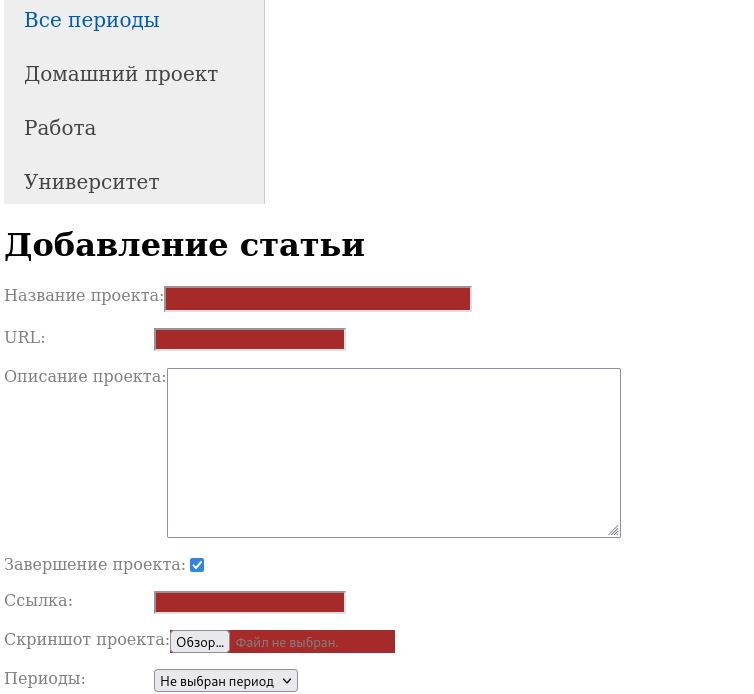 Все периоды
Домашний проект
Работа
Университет
Добавление статьи
Название проекта:
URL:
Описание проекта:
Завершение проекта:
Ссылка:
Скриншот проекта: Обзор... Файл не выбран.
Периоды: Не выбран период